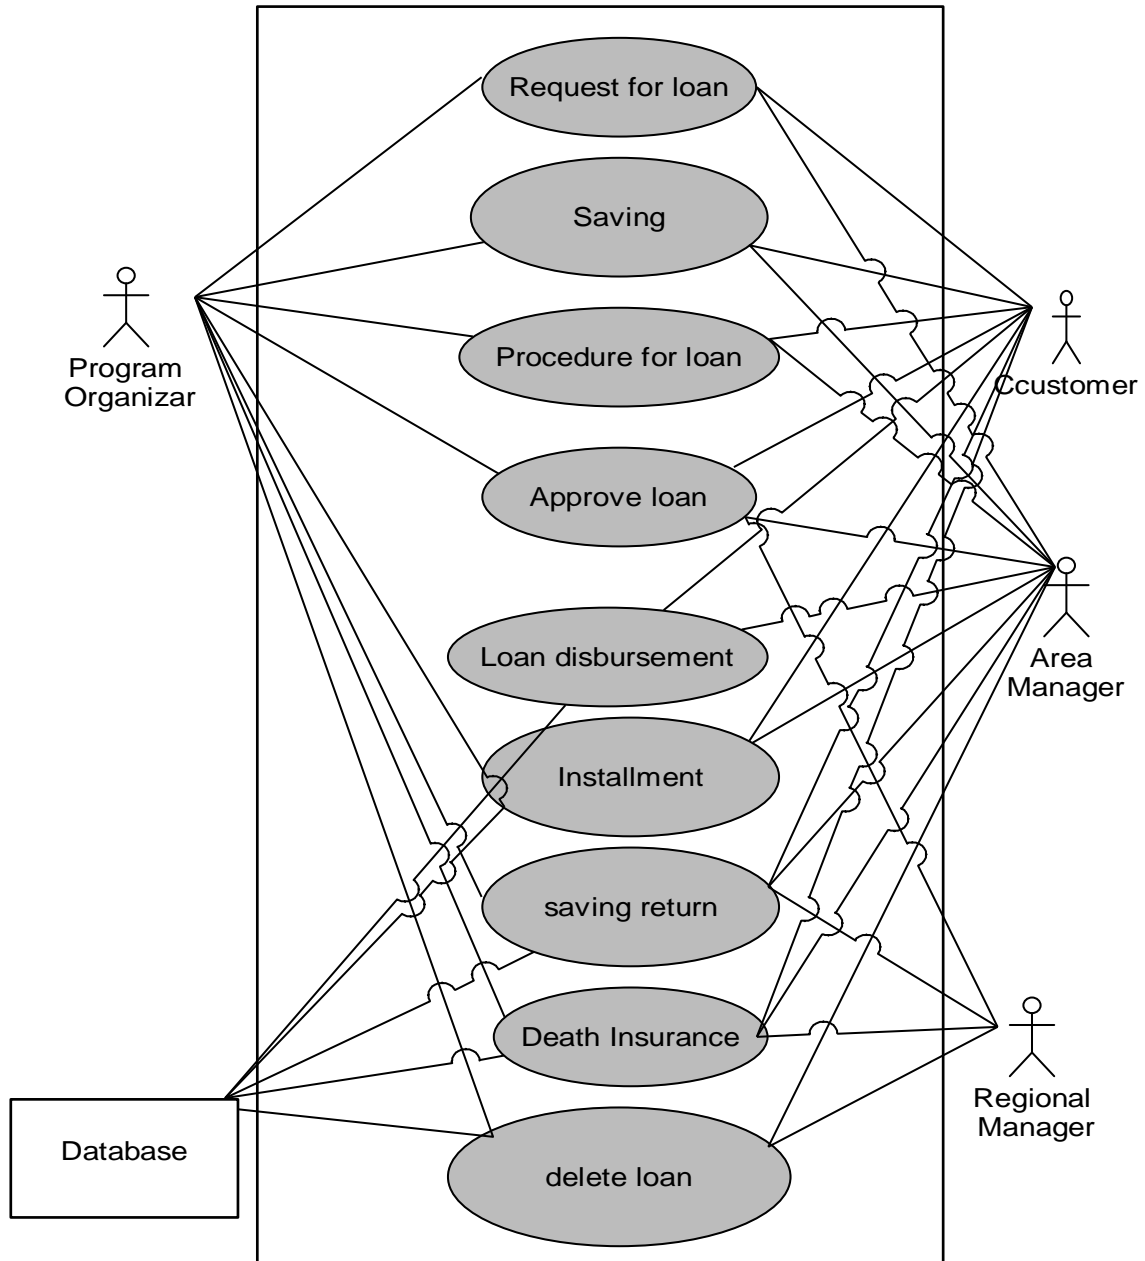 Request for loan
Saving
Program
Organizar
Procedure for loan
Ccustomer
Approve loan
Loan disbursement
Area
Manager
Installment
saving return
Death Insurance
Regional
Manager
Database
delete loan